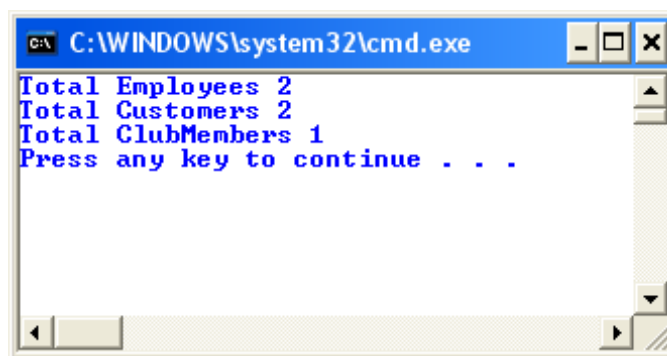 C:\WINDOWS\system32\cmd.exe
Total Employees 2
Total Customers 2
Total ClubMembers 1
Press any key to continue . . .